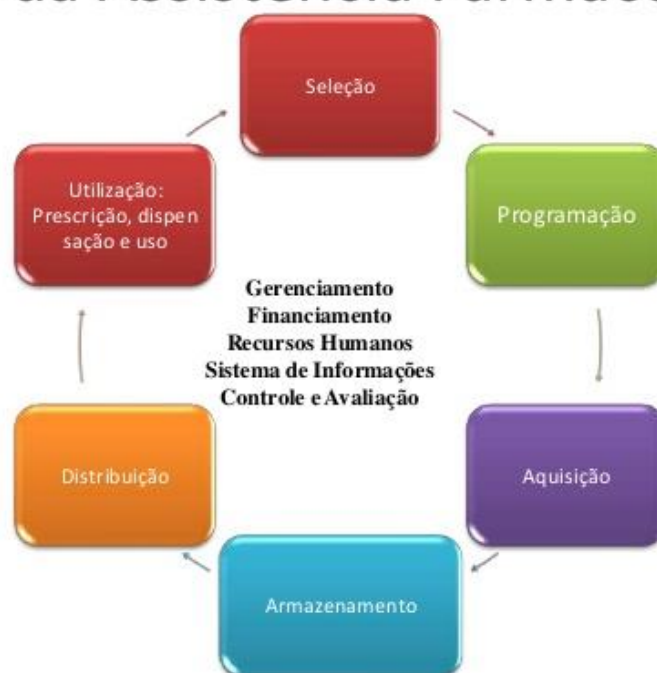 Seleção
Programação
Utilização:
Prescrição, dispen
sação e uso
Gerenciamento
Financiamento
Recursos Humanos
Sistema de Informações
Controle e Avaliação
Aquisição
Distribuição
Armazenamento